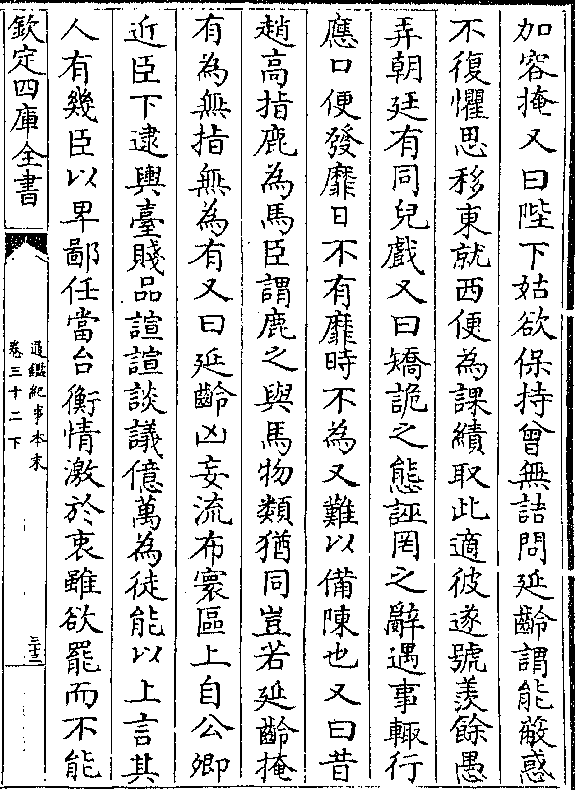 加容掩又曰陛下姑欲保持曾無詰問延齡謂能蔽惑
不復懼思移東就西便為課績取此適彼遂號羨餘愚
弄朝廷有同兒戲又曰矯詭之態誣罔之辭遇事輒行
應口便發靡日不有靡時不為又難以備陳也又曰昔
趙高指鹿為馬臣謂鹿之與馬物類猶同豈若延齡掩
有為無指無為有又曰延齡凶妄流布寰區上自公卿
近臣下逮輿臺賤品諠諠談議億萬為徒能以上言其
人有幾臣以卑鄙任當台衡情激於衷雖欲罷而不能
欽定四庫全書
通鑑紀事本末
卷三十二下
三十二